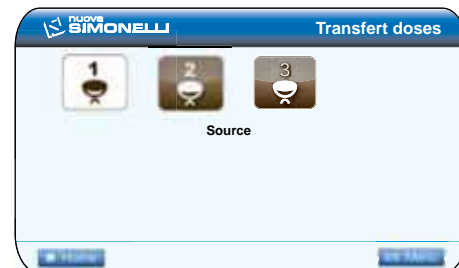 nuova
SIMONELLI
Transfert doses
1 2 3
Source
Home
Menu